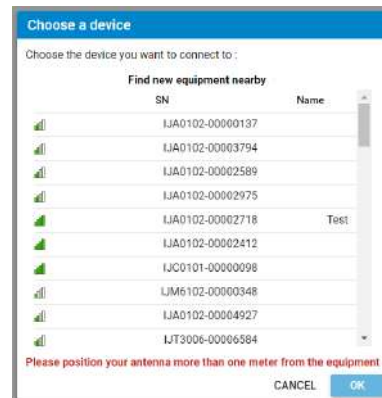 Choose a device
Choose the device you want to connect to :
Find new equipment nearby
SN Name
IJA0102-00000137
IJA0102-00003794
IJA0102-00002589
IJA0102-00002975
IJA0102-00002718 Test
IJA0102-00002412
IJC0101-00000098
IJM6102-00000348
IJA0102-00004927
IJT3006-00006584
Please position your antenna more than one meter from the equipment
CANCEL OK